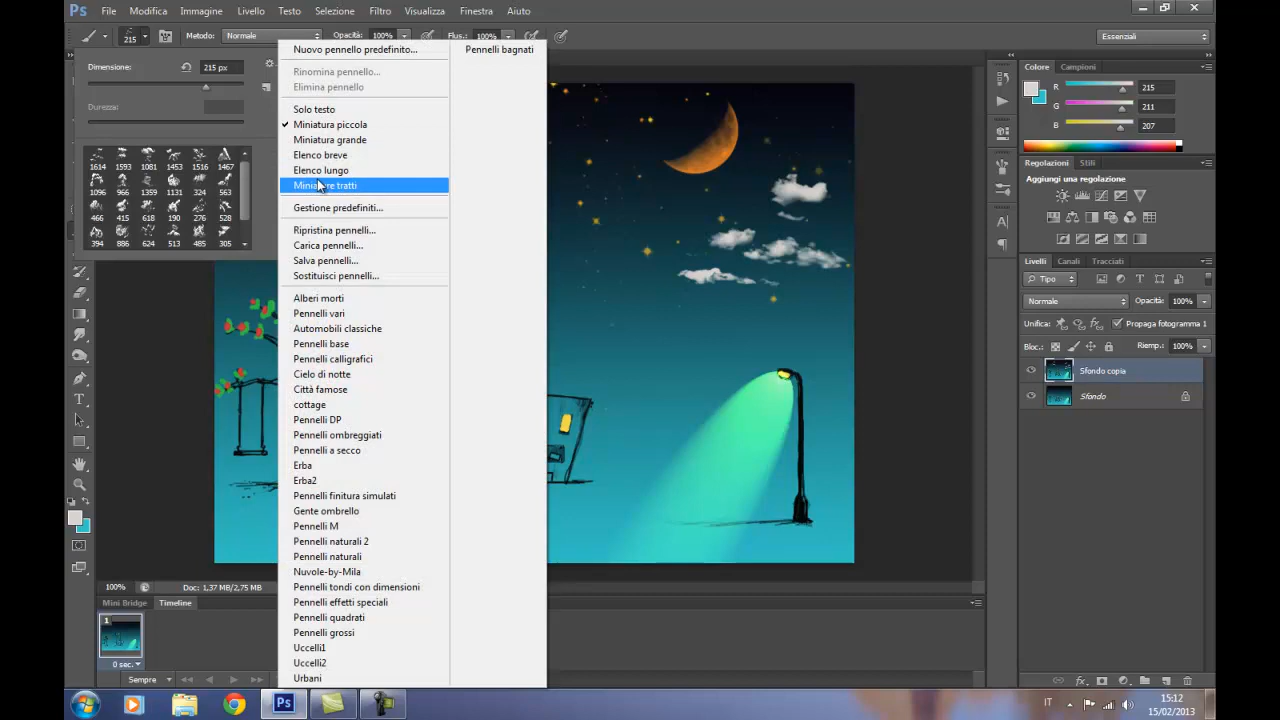 Ps File Modifica Immagine Livello Testo Selezione Filtro Visualizza Finestra Aiuto
215 Metodo: Normale Opacità: 100% Flus.: 100% Essenziali
Dimensione: 215 px
Durezza:
1614 1593 1081 1453 1516 1467
1096 966 1359 1131 324 563
466 415 618 190 276 528
394 886 624 513 485 305
Nuovo pennello predefinito...
Rinomina pennello...
Elimina pennello
Solo testo
Miniatura piccola
Miniatura grande
Elenco breve
Elenco lungo
Miniature tratti
Gestione predefiniti...
Ripristina pennelli...
Carica pennelli...
Salva pennelli...
Sostituisci pennelli...
Alberi morti
Pennelli vari
Automobili classiche
Pennelli base
Pennelli calligrafici
Cielo di notte
Città famose
cottage
Pennelli DP
Pennelli ombreggiati
Pennelli a secco
Erba
Erba2
Pennelli finitura simulati
Gente ombrello
Pennelli M
Pennelli naturali 2
Pennelli naturali
Nuvole-by-Mila
Pennelli tondi con dimensioni
Pennelli effetti speciali
Pennelli quadrati
Pennelli grossi
Uccelli1
Uccelli2
Urbani
Pennelli bagnati
Colore Campioni
R 215
G 211
B 207
Regolazioni Stili
Aggiungi una regolazione
Livelli Canali Tracciati
Tipo
Normale Opacità: 100%
Unifica: Propaga fotogramma 1
Bloc.: Riemp.: 100%
Sfondo copia
Sfondo
100% Doc: 1,37 MB/2,75 MB
Mini Bridge Timeline
1
0 sec.
Sempre
Ps IT 15:12
15/02/2013